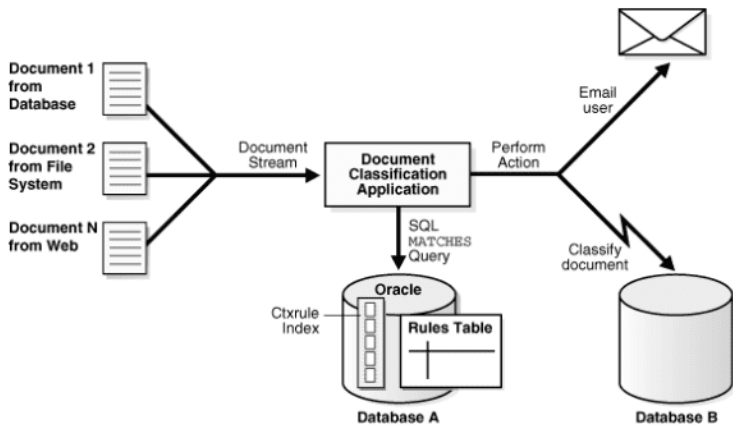 Document 1
from
Database
Document 2
from File
System
Document N
from Web
Document
Stream
Document
Classification
Application
Perform
Action
Email
user
Classify
document
SQL
MATCHES
Query
Oracle
Ctxrule
Index
Rules Table
Database A
Database B